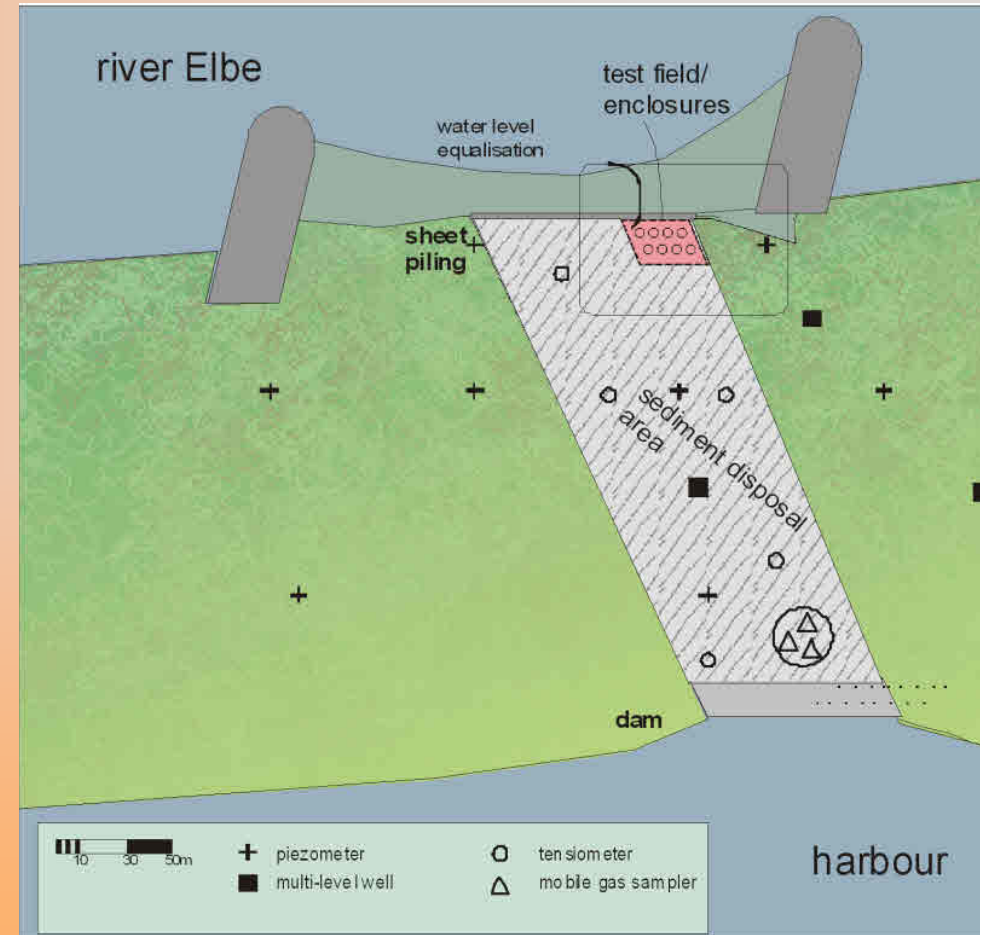 river Elbe
test field/
enclosures
water level
equalisation
sheet
piling
sediment disposal
area
dam
harbour
10 30 50m
piezometer
multi-level well
tensiometer
mobile gas sampler